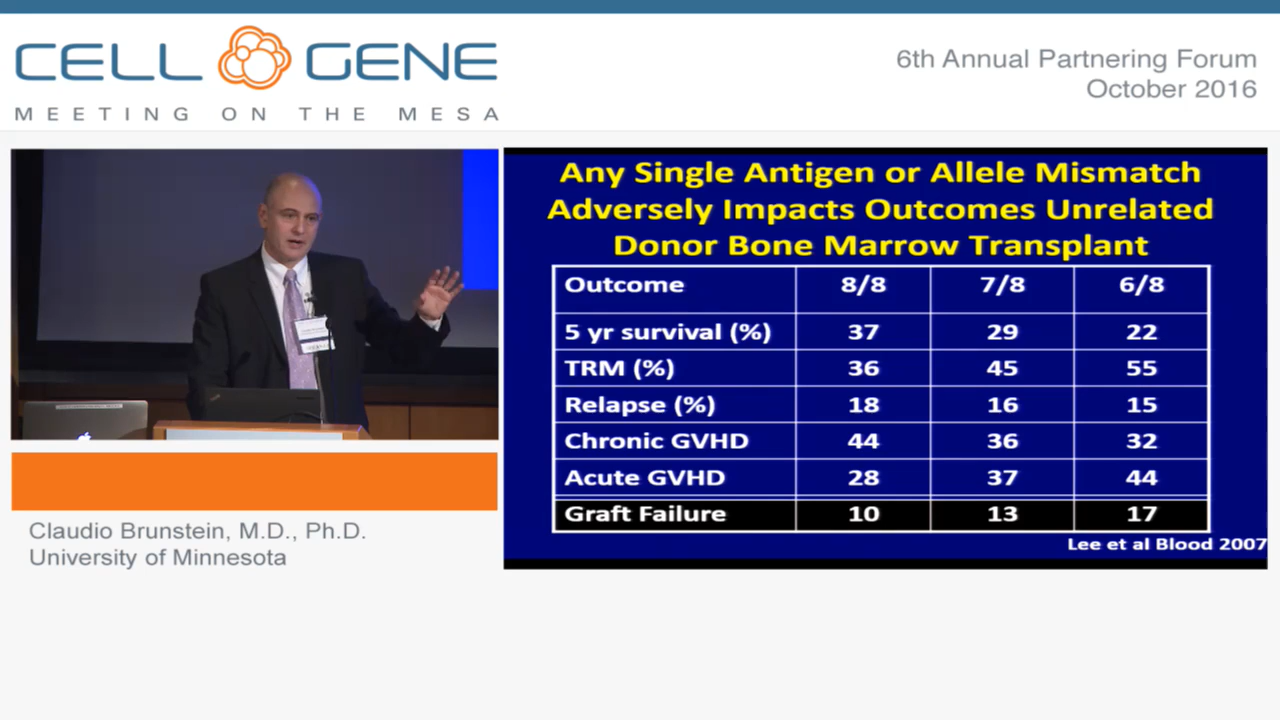 CELL GENE
MEETING ON THE MESA
6th Annual Partnering Forum
October 2016
Any Single Antigen or Allele Mismatch
Adversely Impacts Outcomes Unrelated
Donor Bone Marrow Transplant
Outcome 8/8 7/8 6/8
5 yr survival (%) 37 29 22
TRM (%) 36 45 55
Relapse (%) 18 16 15
Chronic GVHD 44 36 32
Acute GVHD 28 37 44
Graft Failure 10 13 17
Lee et al Blood 2007
Claudio Brunstein, M.D., Ph.D.
University of Minnesota